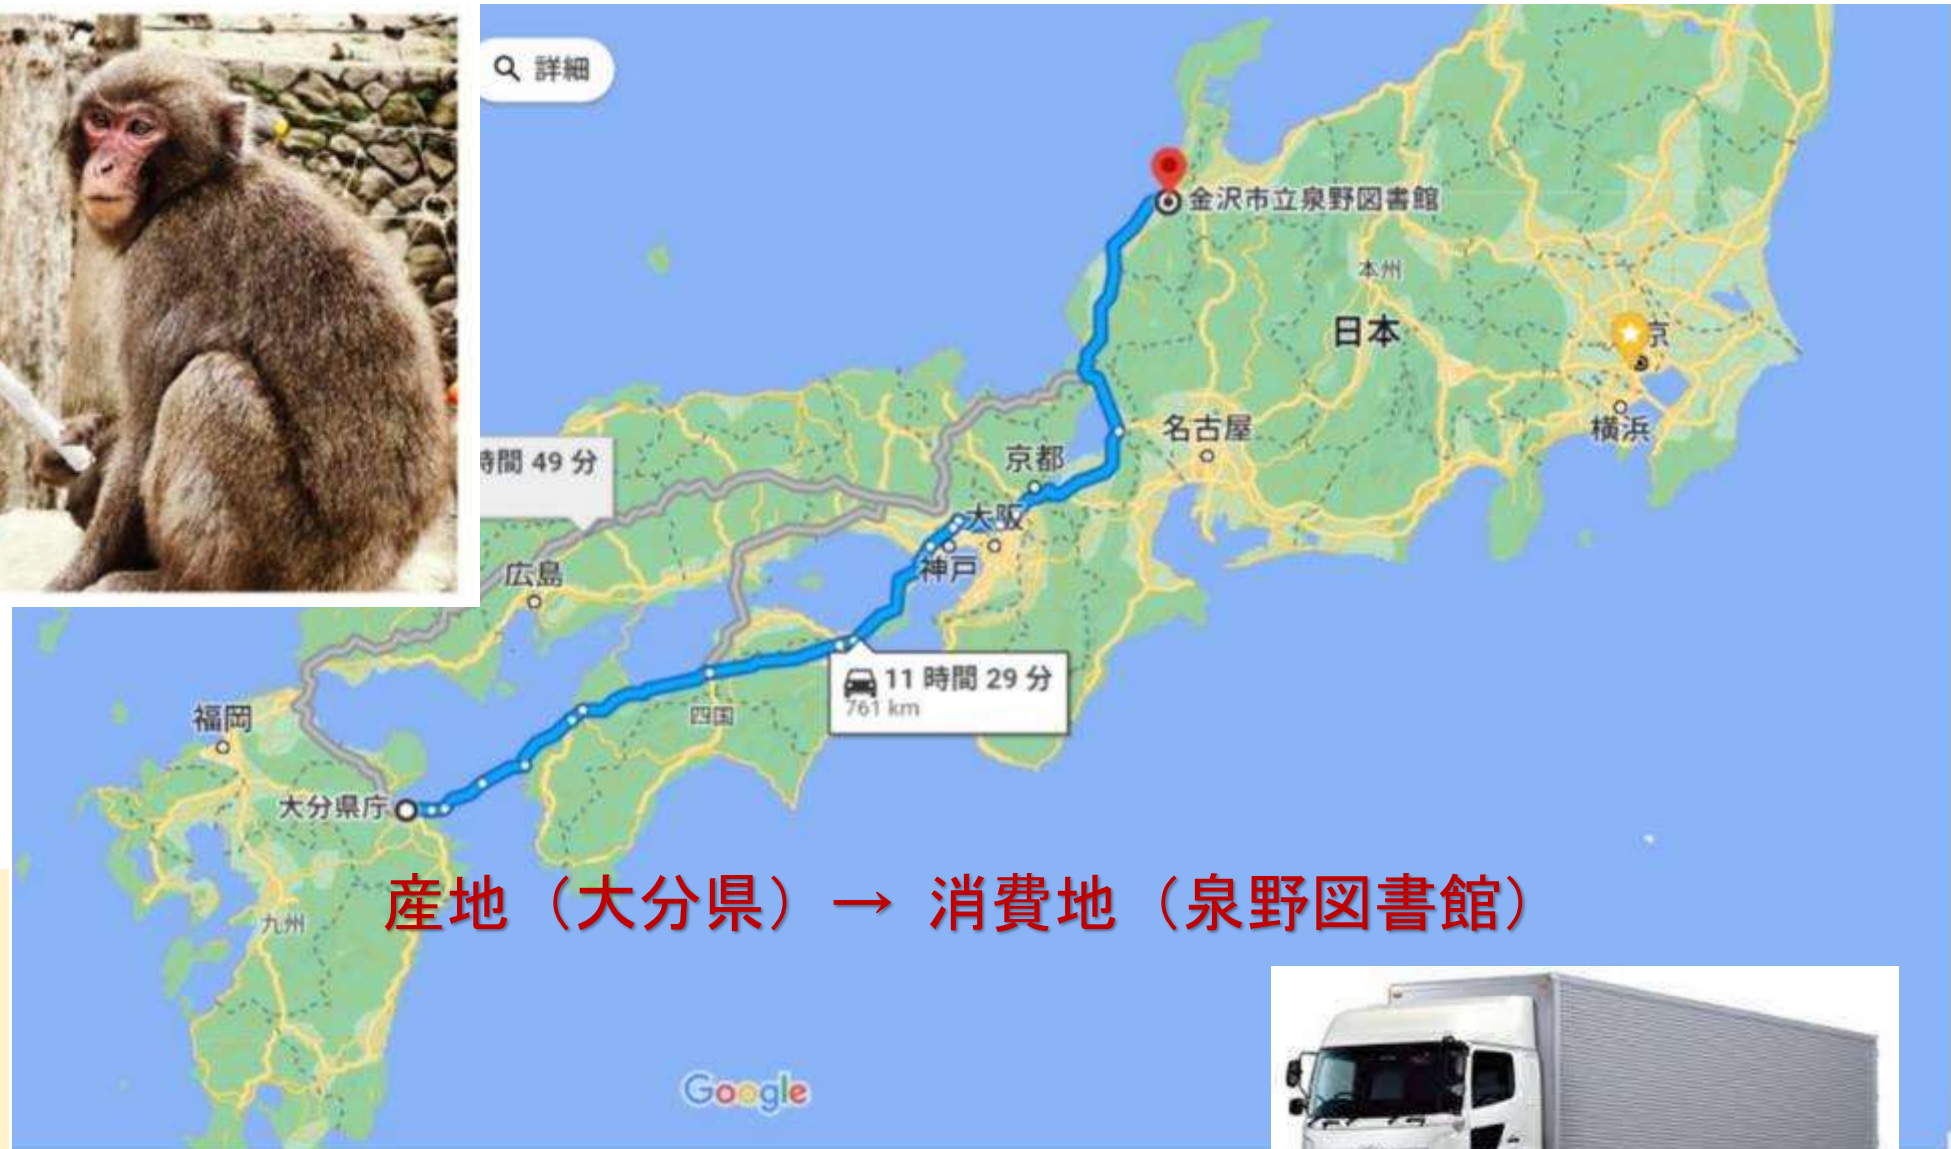 詳細
金沢市立泉野図書館
本州
日本
京
横浜
名古屋
京都
時間 49 分
大阪
神戸
広島
11 時間 29 分
761 km
四国
福岡
大分県庁
産地（大分県）→ 消費地（泉野図書館）
九州
Google